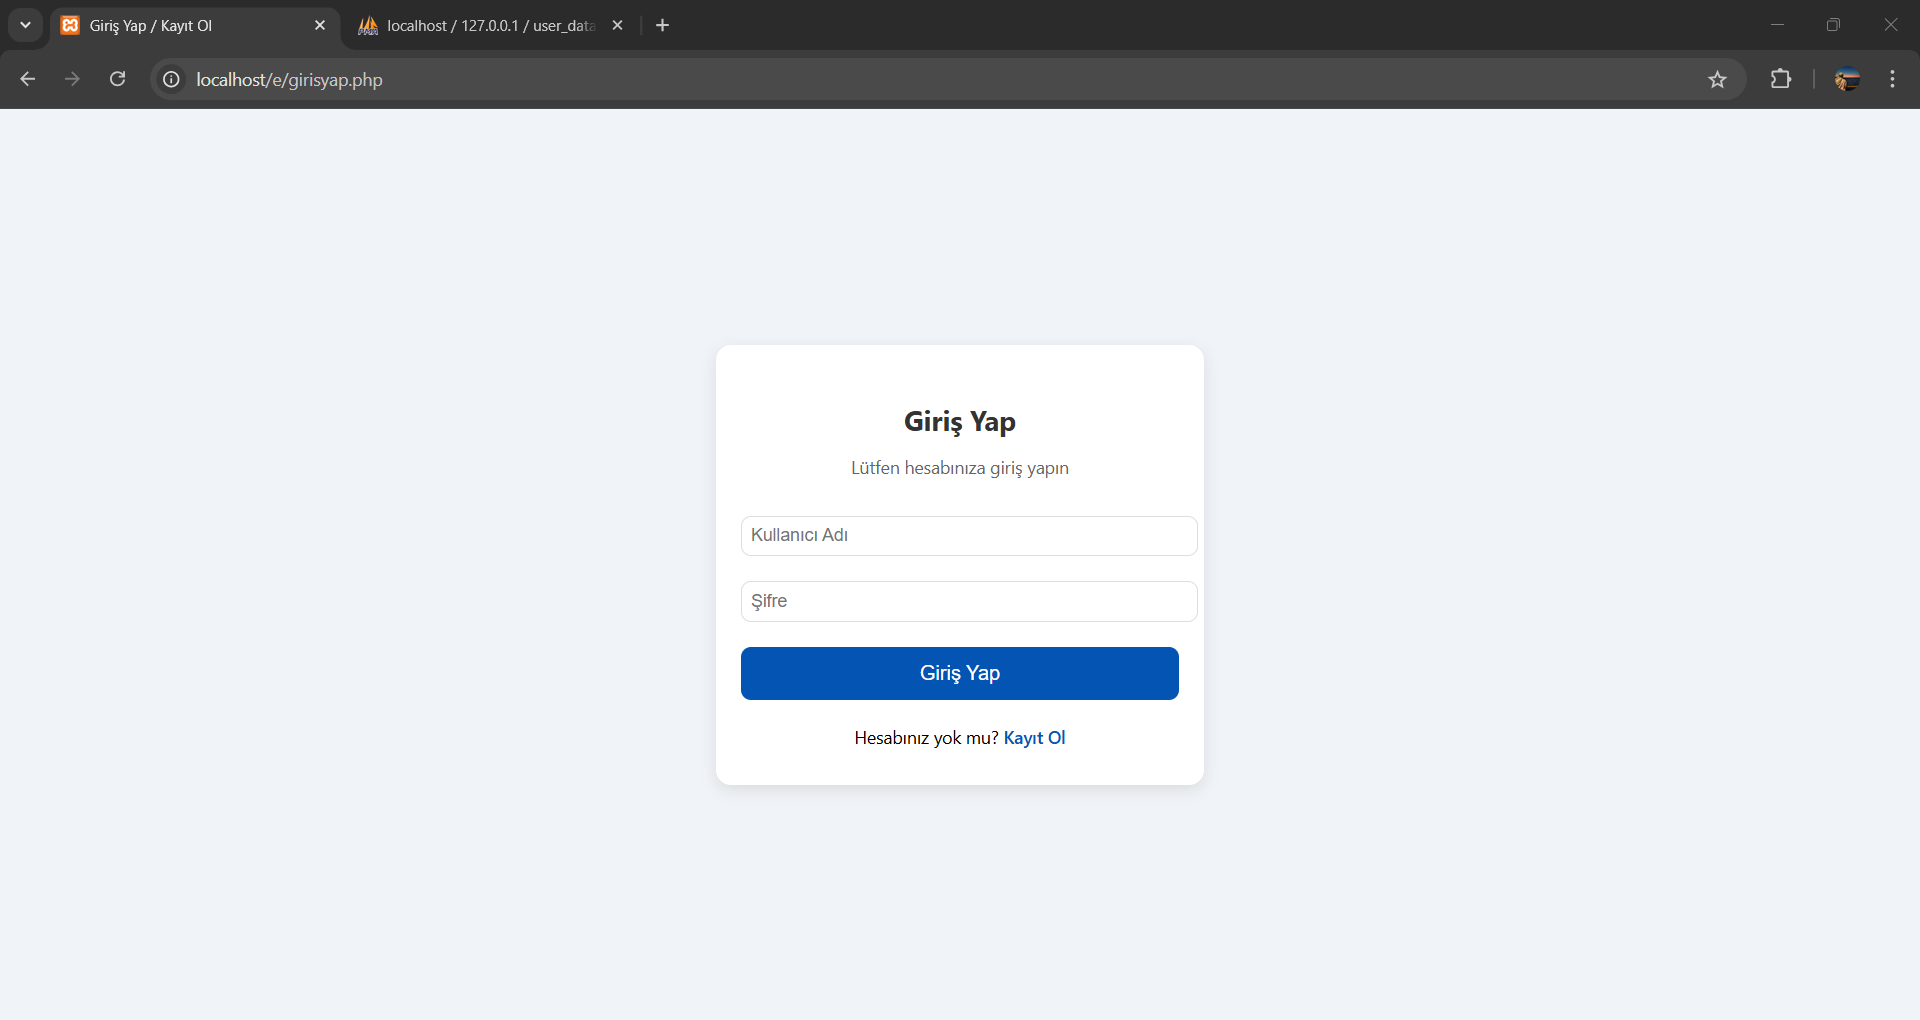 Giriş Yap / Kayıt Ol
localhost / 127.0.0.1 / user_data
localhost/e/girisyap.php
Giriş Yap
Lütfen hesabınıza giriş yapın
Kullanıcı Adı
Şifre
Giriş Yap
Hesabınız yok mu? Kayıt Ol